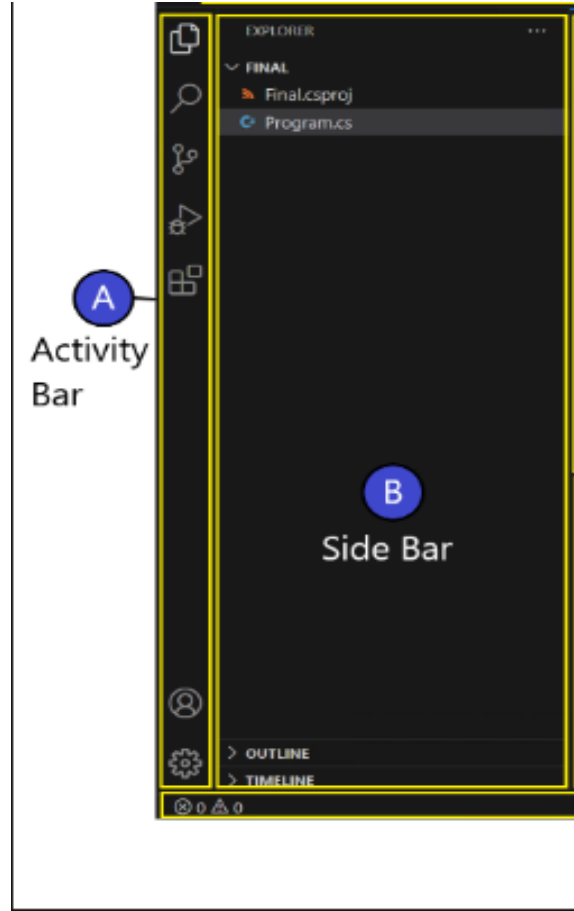 EXPLORER ...
FINAL
Final.csproj
Program.cs
A
Activity
Bar
B
Side Bar
OUTLINE
TIMELINE
0 0